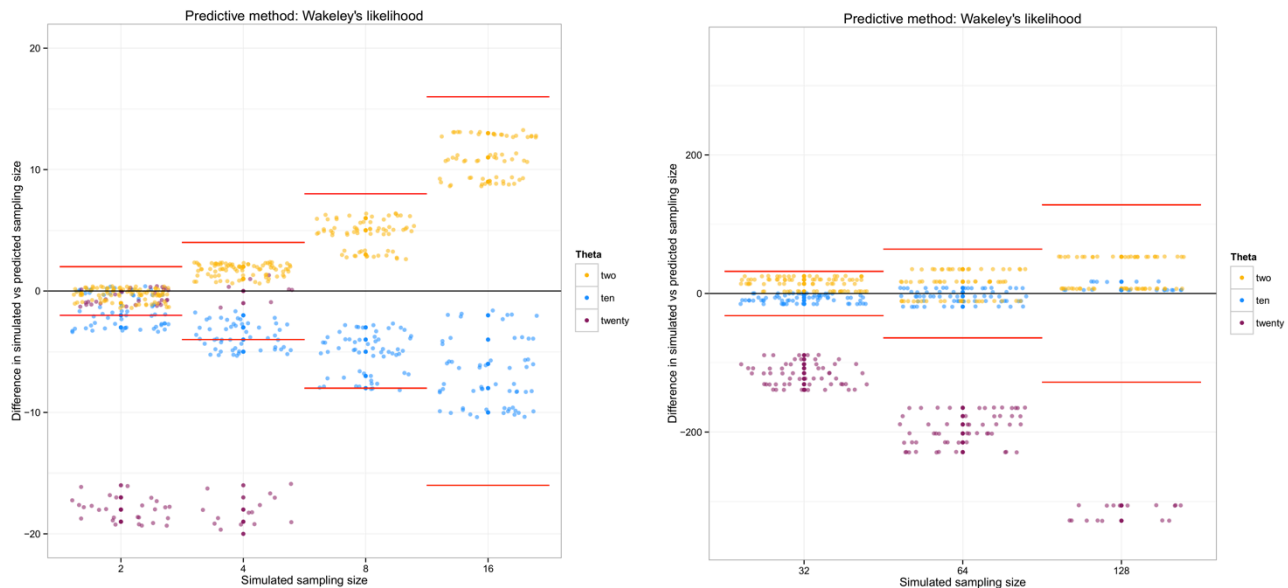 Predictive method: Wakeley's likelihood
Difference in simulated vs predicted sampling size
20
10
0
−10
−20
2
4
8
16
Simulated sampling size
Theta
two
ten
twenty
Predictive method: Wakeley's likelihood
Difference in simulated vs predicted sampling size
200
0
−200
32
64
128
Simulated sampling size
Theta
two
ten
twenty